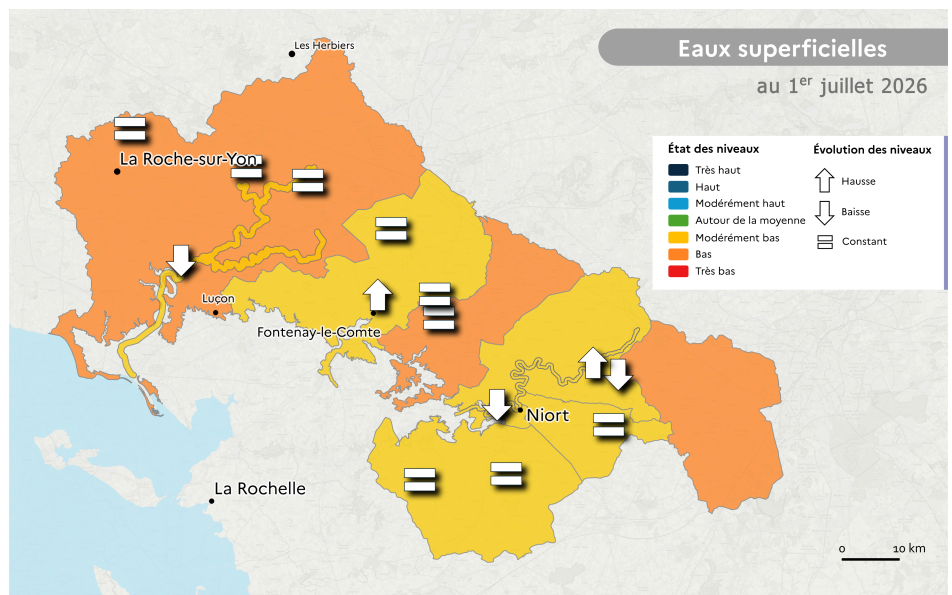 Les Herbiers
Eaux superficielles
au 1er juillet 2026
État des niveaux
Très haut
Haut
Modérément haut
Autour de la moyenne
Modérément bas
Bas
Très bas
Évolution des niveaux
Hausse
Baisse
Constant
La Roche-sur-Yon
Luçon
Fontenay-le-Comte
Niort
La Rochelle
0 10 km